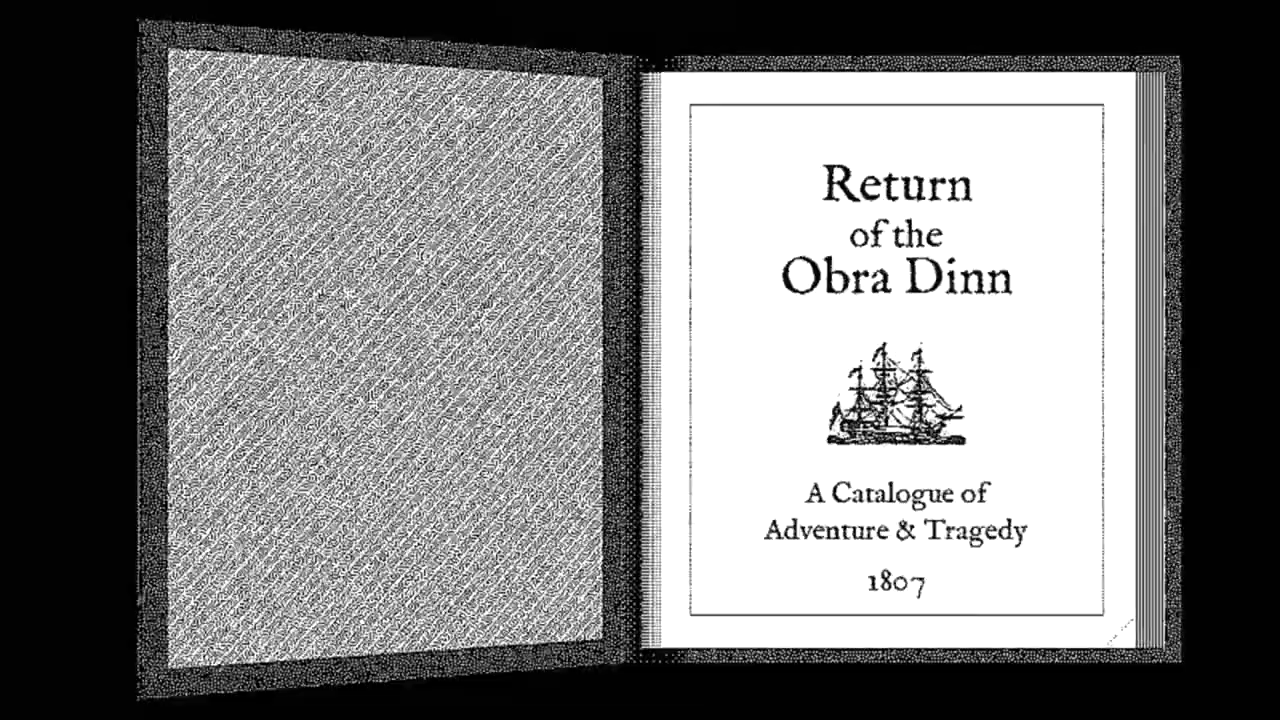 Return
of the
Obra Dinn
A Catalogue of
Adventure & Tragedy
1807